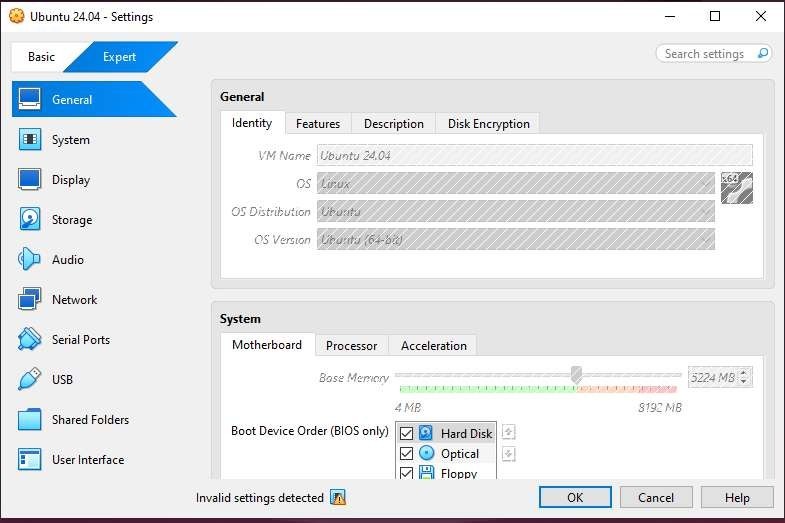 Ubuntu 24.04 - Settings
Basic
Expert
Search settings
General
System
Display
Storage
Audio
Network
Serial Ports
USB
Shared Folders
User Interface
General
Identity
Features
Description
Disk Encryption
VM Name
Ubuntu 24.04
OS
Linux
x64
OS Distribution
Ubuntu
OS Version
Ubuntu (64-bit)
System
Motherboard
Processor
Acceleration
Base Memory
5224 MB
4 MB
8192 MB
Boot Device Order (BIOS only)
Hard Disk
Optical
Floppy
Invalid settings detected
OK
Cancel
Help